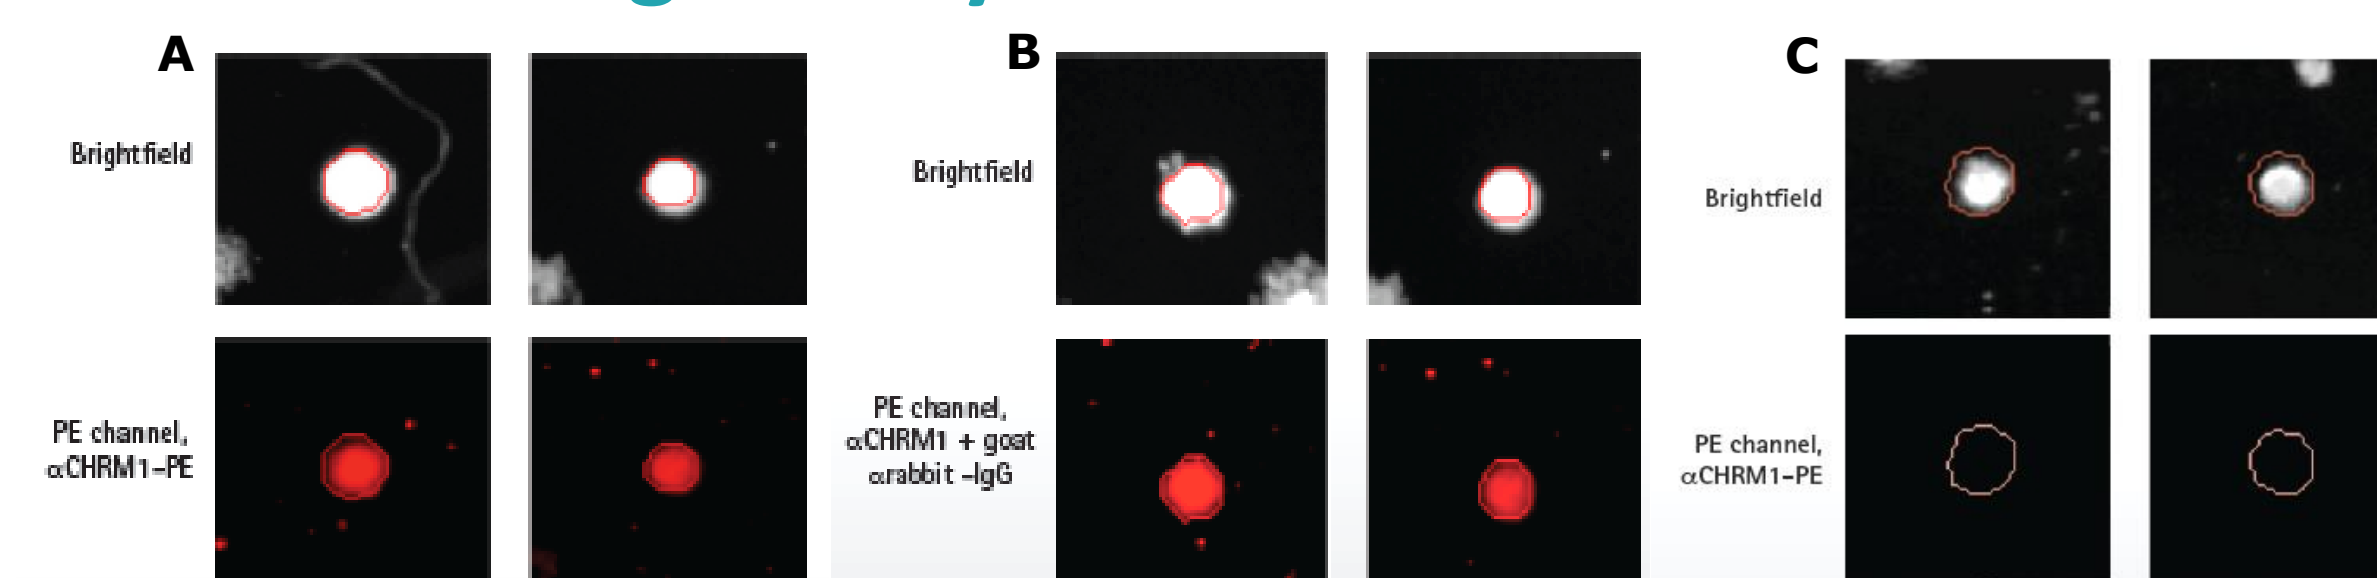 A
Brightfield
PE channel,
αCHRM1-PE
B
Brightfield
PE channel,
αCHRM1 + goat
αrabbit -IgG
C
Brightfield
PE channel,
αCHRM1-PE